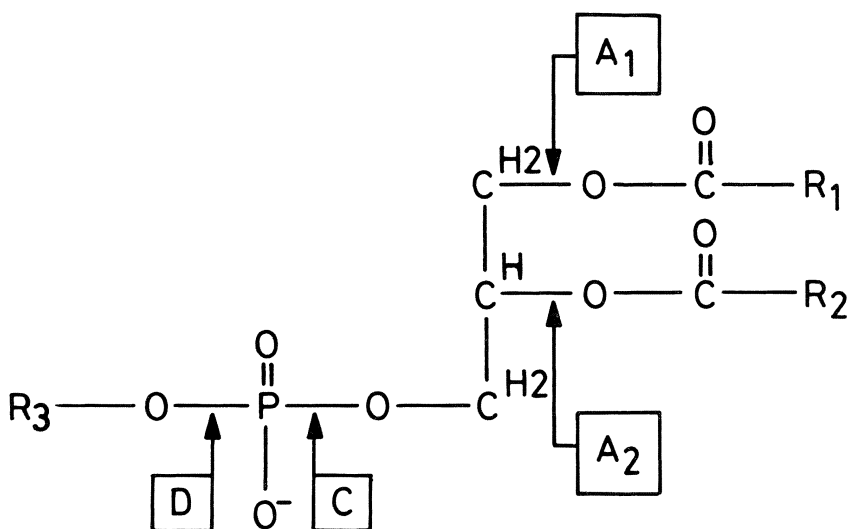 A1
O
H2
C O C R1
O
H
C O C R2
O
H2
R3 O P O C
A2
D O- C